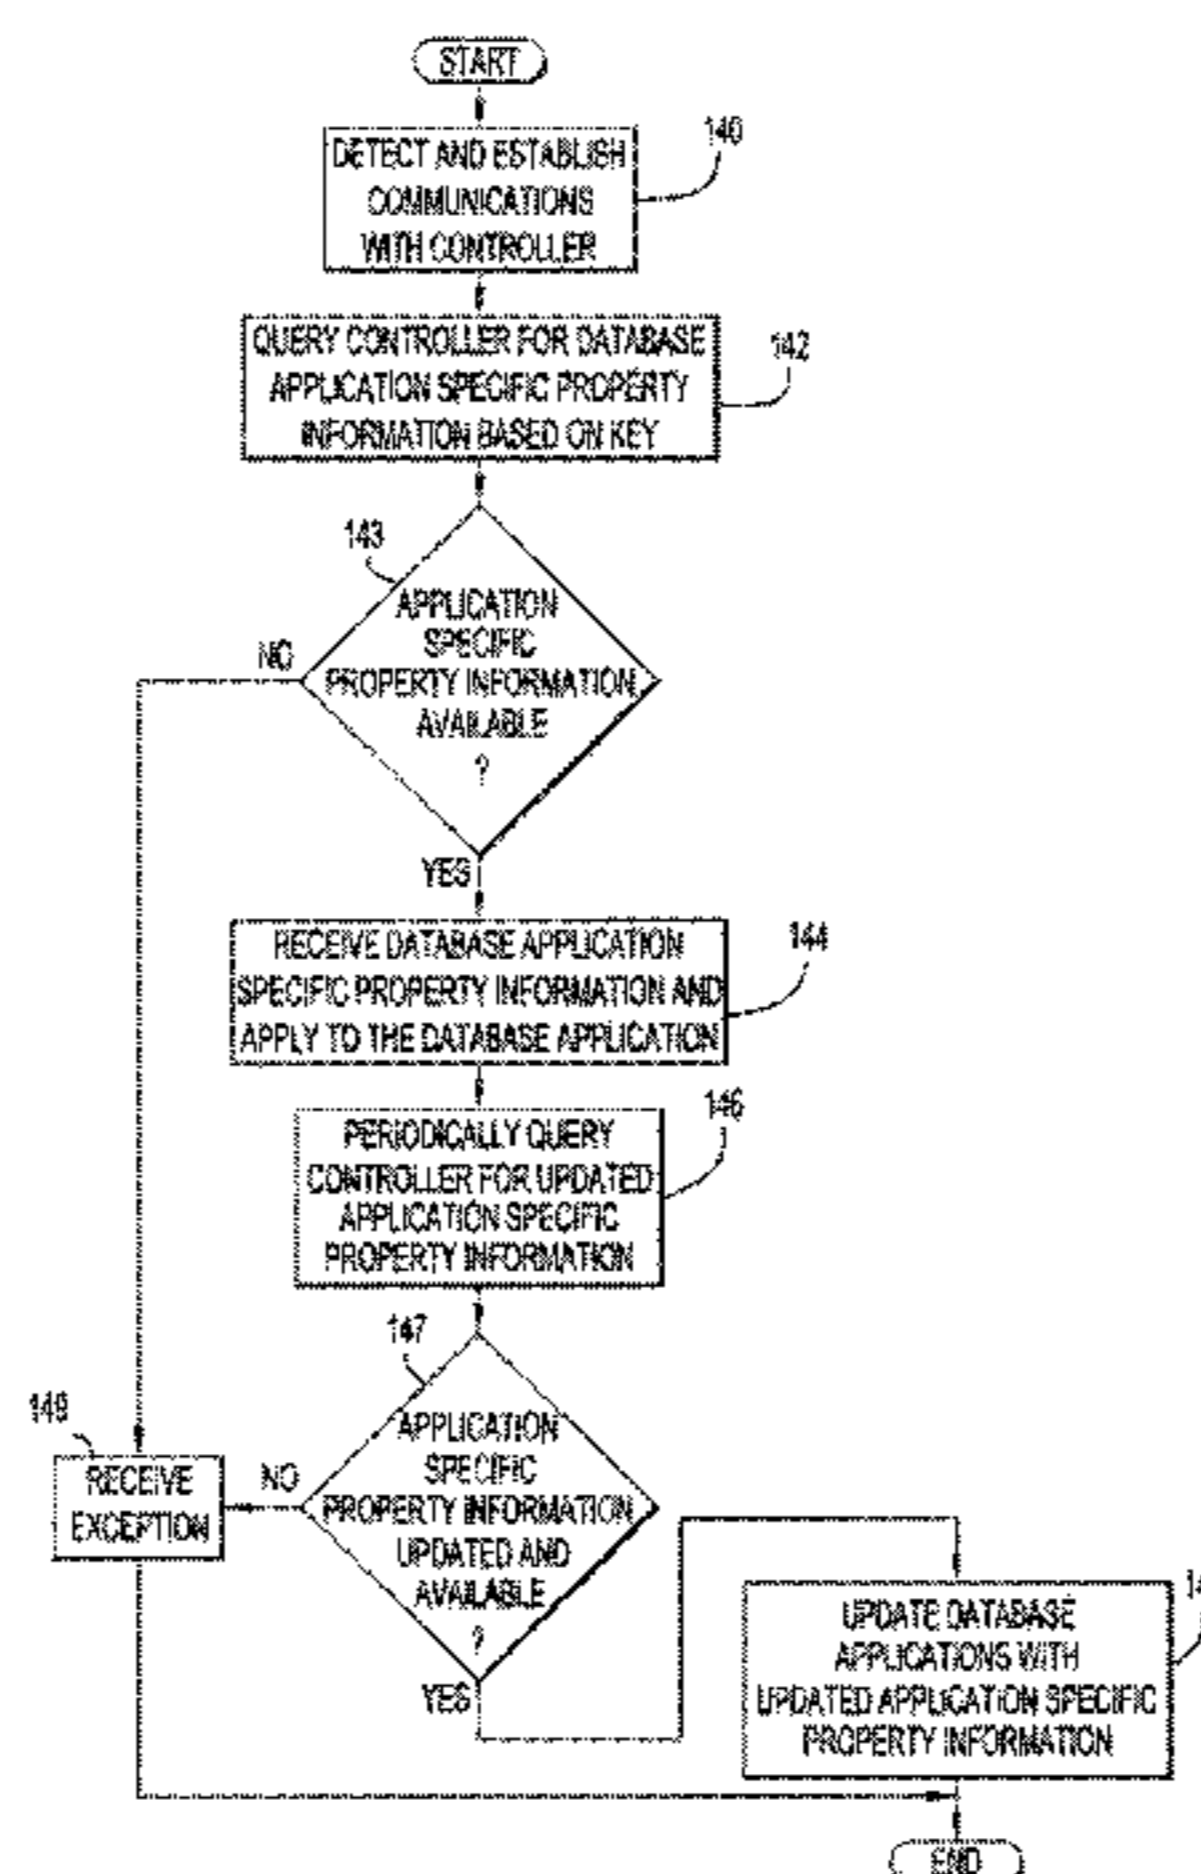 START
140
DETECT AND ESTABLISH
COMMUNICATIONS
WITH CONTROLLER
142
QUERY CONTROLLER FOR DATABASE
APPLICATION SPECIFIC PROPERTY
INFORMATION BASED ON KEY
143
APPLICATION
SPECIFIC
PROPERTY INFORMATION
AVAILABLE
?
NO
YES
144
RECEIVE DATABASE APPLICATION
SPECIFIC PROPERTY INFORMATION AND
APPLY TO THE DATABASE APPLICATION
146
PERIODICALLY QUERY
CONTROLLER FOR UPDATED
APPLICATION SPECIFIC
PROPERTY INFORMATION
147
APPLICATION
SPECIFIC
PROPERTY INFORMATION
UPDATED AND
AVAILABLE
?
NO
YES
RECEIVE
EXCEPTION
UPDATE DATABASE
APPLICATIONS WITH
UPDATED APPLICATION SPECIFIC
PROPERTY INFORMATION
END